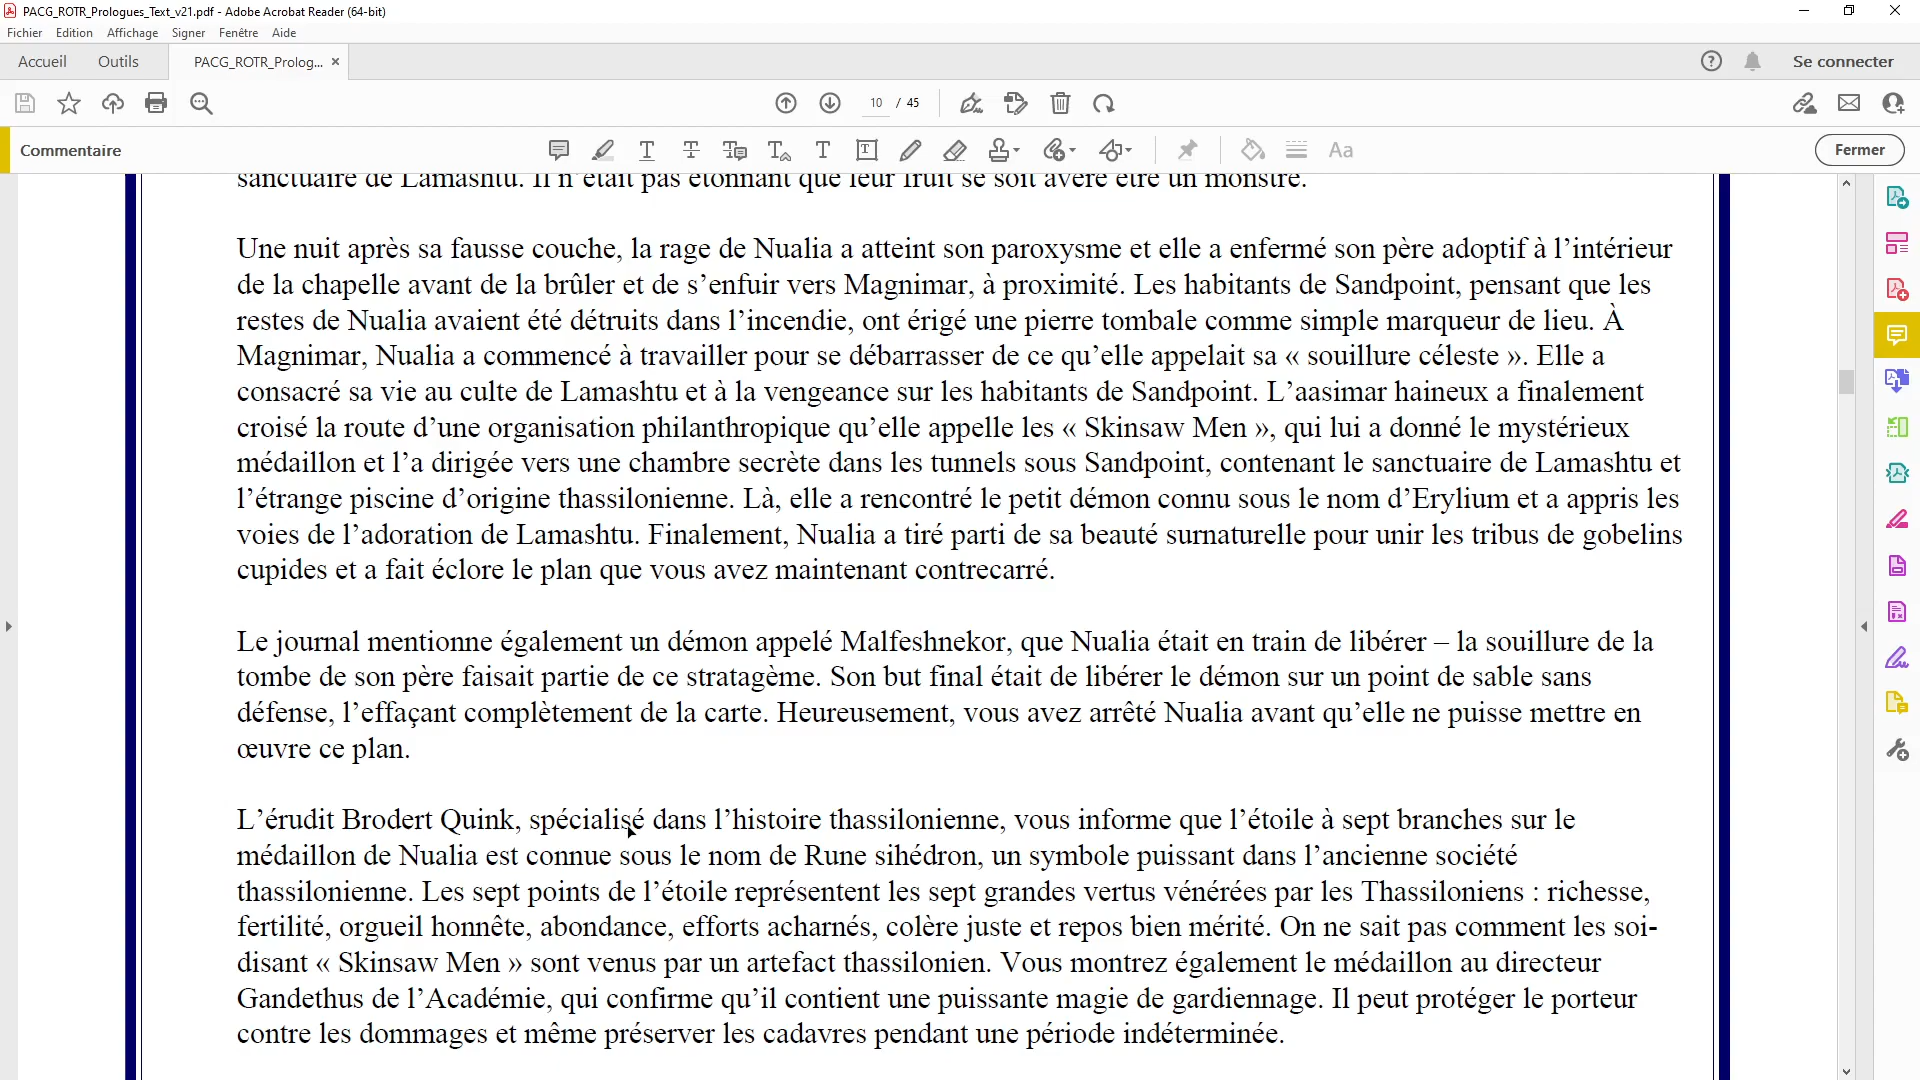 PACG_ROTR_Prologues_Text_v21.pdf - Adobe Acrobat Reader (64-bit)
Fichier Edition Affichage Signer Fenêtre Aide
Accueil Outils PACG_ROTR_Prolog... × Se connecter
10 / 45
Commentaire Aa Fermer
sanctuaire de Lamashtu. Il n’était pas étonnant que leur fruit se soit avéré être un monstre.
Une nuit après sa fausse couche, la rage de Nualia a atteint son paroxysme et elle a enfermé son père adoptif à l’intérieur
de la chapelle avant de la brûler et de s’enfuir vers Magnimar, à proximité. Les habitants de Sandpoint, pensant que les
restes de Nualia avaient été détruits dans l’incendie, ont érigé une pierre tombale comme simple marqueur de lieu. À
Magnimar, Nualia a commencé à travailler pour se débarrasser de ce qu’elle appelait sa « souillure céleste ». Elle a
consacré sa vie au culte de Lamashtu et à la vengeance sur les habitants de Sandpoint. L’aasimar haineux a finalement
croisé la route d’une organisation philanthropique qu’elle appelle les « Skinsaw Men », qui lui a donné le mystérieux
médaillon et l’a dirigée vers une chambre secrète dans les tunnels sous Sandpoint, contenant le sanctuaire de Lamashtu et
l’étrange piscine d’origine thassilonienne. Là, elle a rencontré le petit démon connu sous le nom d’Erylium et a appris les
voies de l’adoration de Lamashtu. Finalement, Nualia a tiré parti de sa beauté surnaturelle pour unir les tribus de gobelins
cupides et a fait éclore le plan que vous avez maintenant contrecarré.
Le journal mentionne également un démon appelé Malfeshnekor, que Nualia était en train de libérer – la souillure de la
tombe de son père faisait partie de ce stratagème. Son but final était de libérer le démon sur un point de sable sans
défense, l’effaçant complètement de la carte. Heureusement, vous avez arrêté Nualia avant qu’elle ne puisse mettre en
œuvre ce plan.
L’érudit Brodert Quink, spécialisé dans l’histoire thassilonienne, vous informe que l’étoile à sept branches sur le
médaillon de Nualia est connue sous le nom de Rune sihédron, un symbole puissant dans l’ancienne société
thassilonienne. Les sept points de l’étoile représentent les sept grandes vertus vénérées par les Thassiloniens : richesse,
fertilité, orgueil honnête, abondance, efforts acharnés, colère juste et repos bien mérité. On ne sait pas comment les soi-
disant « Skinsaw Men » sont venus par un artefact thassilonien. Vous montrez également le médaillon au directeur
Gandethus de l’Académie, qui confirme qu’il contient une puissante magie de gardiennage. Il peut protéger le porteur
contre les dommages et même préserver les cadavres pendant une période indéterminée.